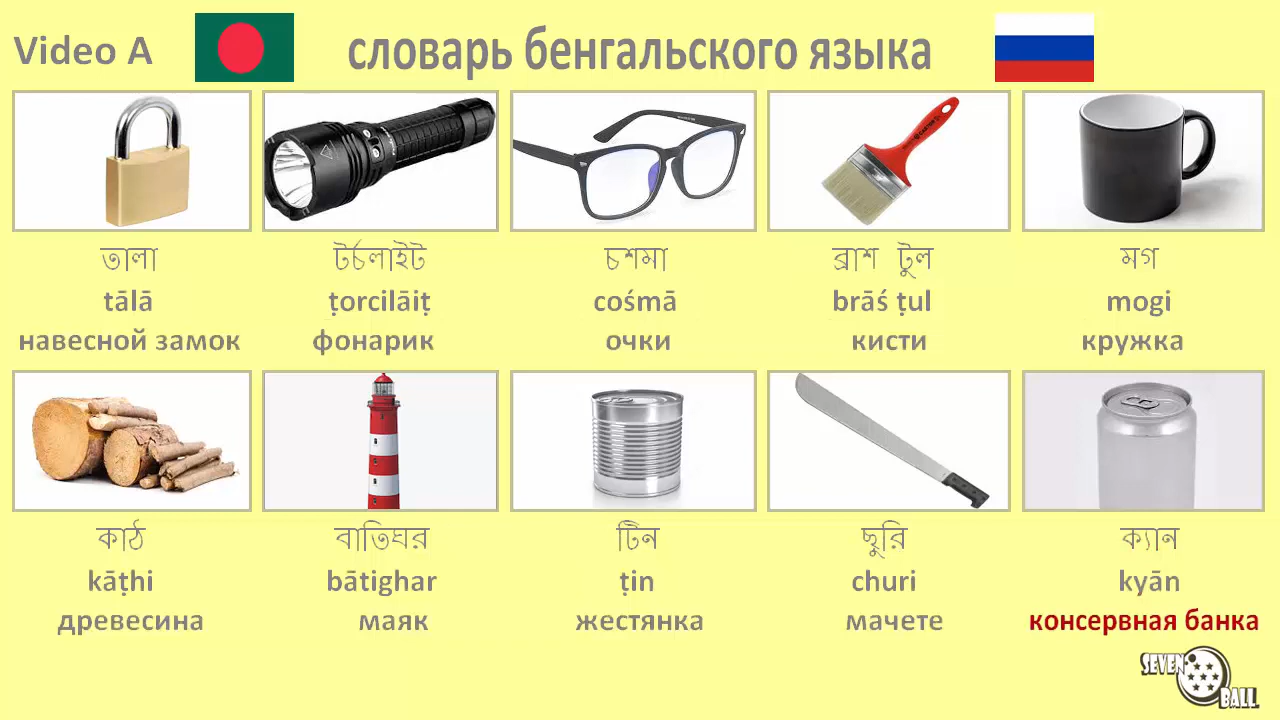 Video A
словарь бенгальского языка
তালা
টর্চলাইট
চশমা
ব্রাশ টুল
মগ
tālā
ṭorcilāiṭ
cośmā
brāś ṭul
mogi
навесной замок
фонарик
очки
кисти
кружка
কাঠ
বাতিঘর
টিন
ছুরি
ক্যান
kāṭhi
bātighar
ṭin
churi
kyān
древесина
маяк
жестянка
мачете
консервная банка
SEVEN
BALL